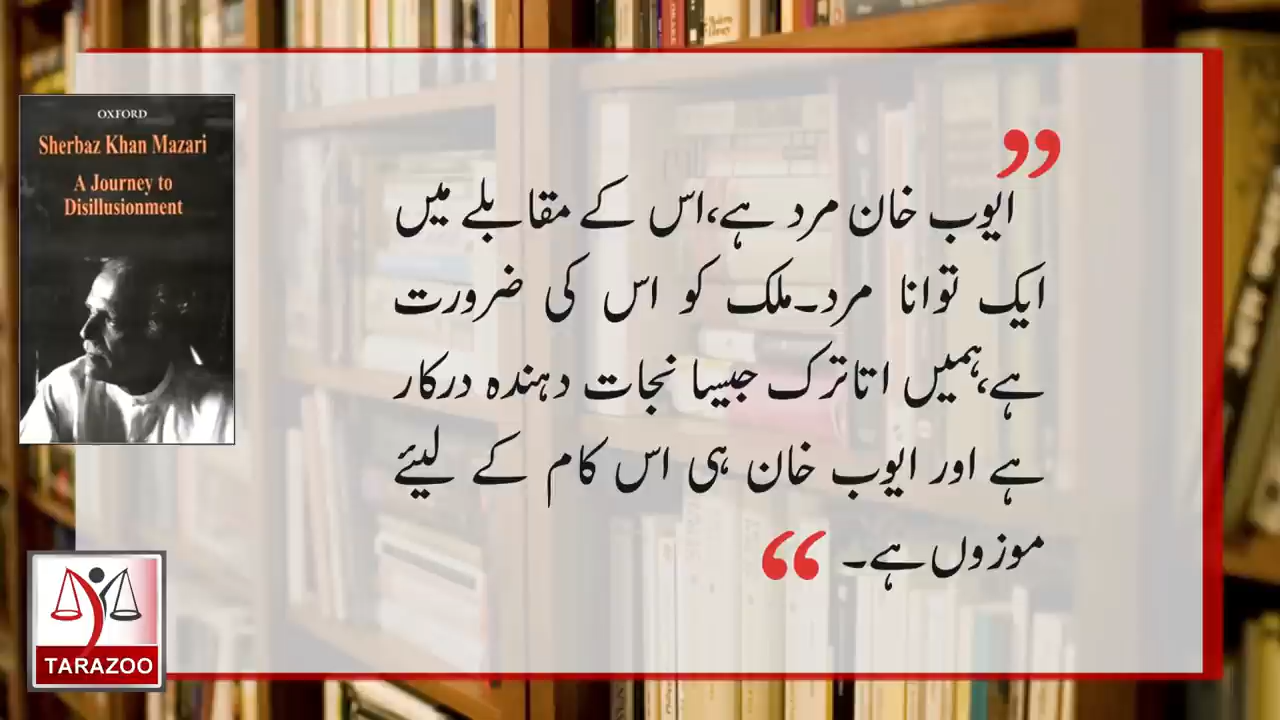 OXFORD
Sherbaz Khan Mazari
A Journey to
Disillusionment
”
ایوب خان مرد ہے،اس کے مقابلے میں
ایک توانا مرد۔ملک کو اس کی ضرورت
ہے،ہمیں اتاترک جیسا نجات دہندہ درکار
ہے اور ایوب خان ہی اس کام کے لیئے
موزوں ہے۔ “
TARAZOO